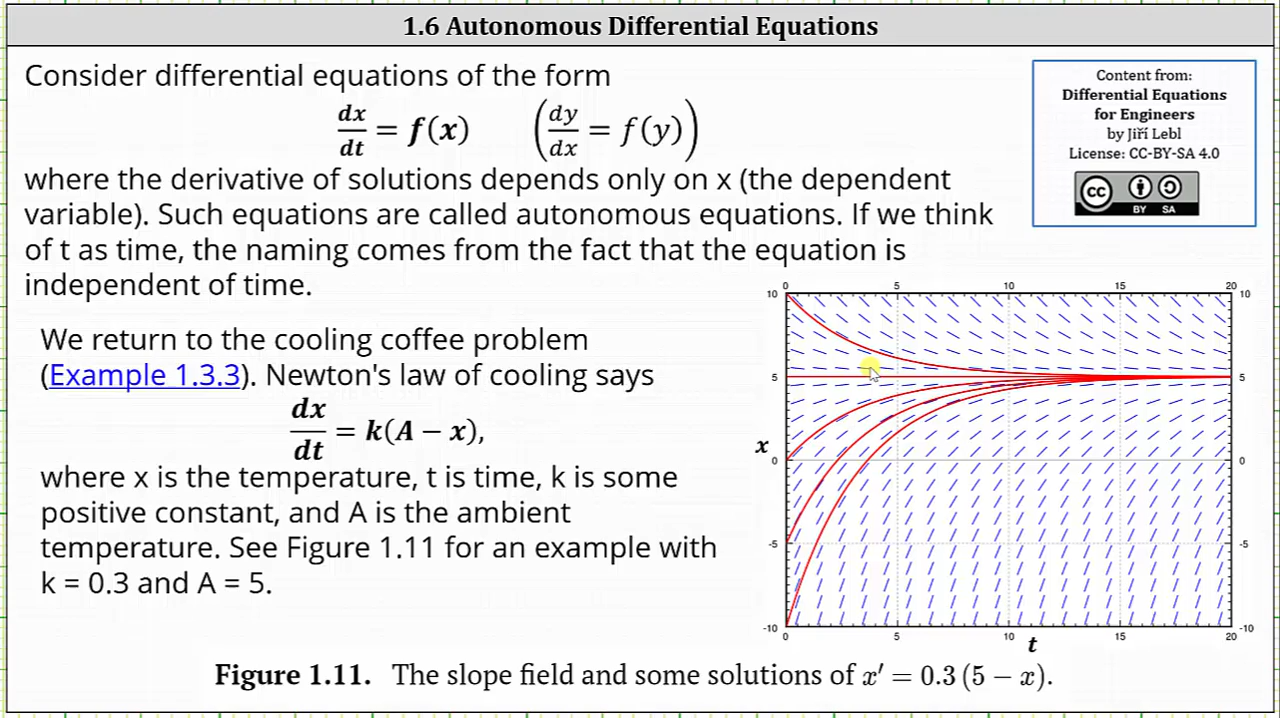 1.6 Autonomous Differential Equations
Consider differential equations of the form
dx/dt = f(x) (dy/dx = f(y))
where the derivative of solutions depends only on x (the dependent
variable). Such equations are called autonomous equations. If we think
of t as time, the naming comes from the fact that the equation is
independent of time.
Content from:
Differential Equations
for Engineers
by Jiří Lebl
License: CC-BY-SA 4.0
cc BY SA
We return to the cooling coffee problem
(Example 1.3.3). Newton's law of cooling says
dx/dt = k(A − x),
where x is the temperature, t is time, k is some
positive constant, and A is the ambient
temperature. See Figure 1.11 for an example with
k = 0.3 and A = 5.
0 5 10 15 20
10 10
5 5
x 0 0
-5 -5
-10 -10
0 5 10 15 20
t
Figure 1.11. The slope field and some solutions of x′ = 0.3 (5 − x).